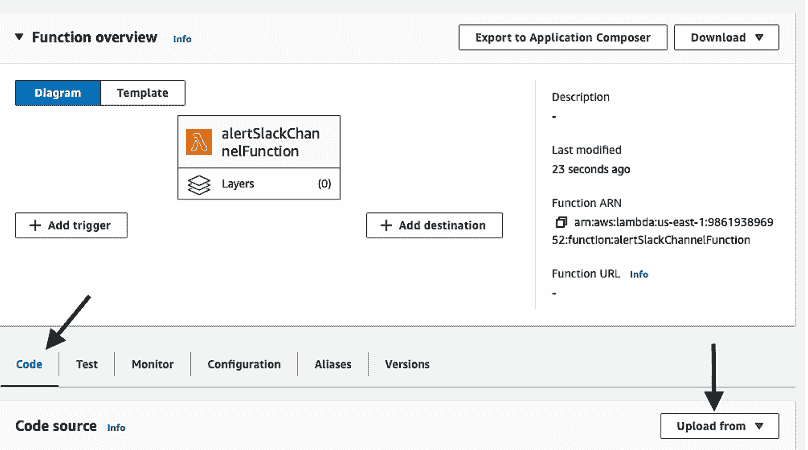 ▼ Function overview Info
Export to Application Composer
Download ▼
Diagram
Template
alertSlackChan
nelFunction
Layers (0)
+ Add trigger
+ Add destination
Description
-
Last modified
23 seconds ago
Function ARN
arn:aws:lambda:us-east-1:9861938969
52:function:alertSlackChannelFunction
Function URL Info
-
Code Test Monitor Configuration Aliases Versions
Code source Info
Upload from ▼